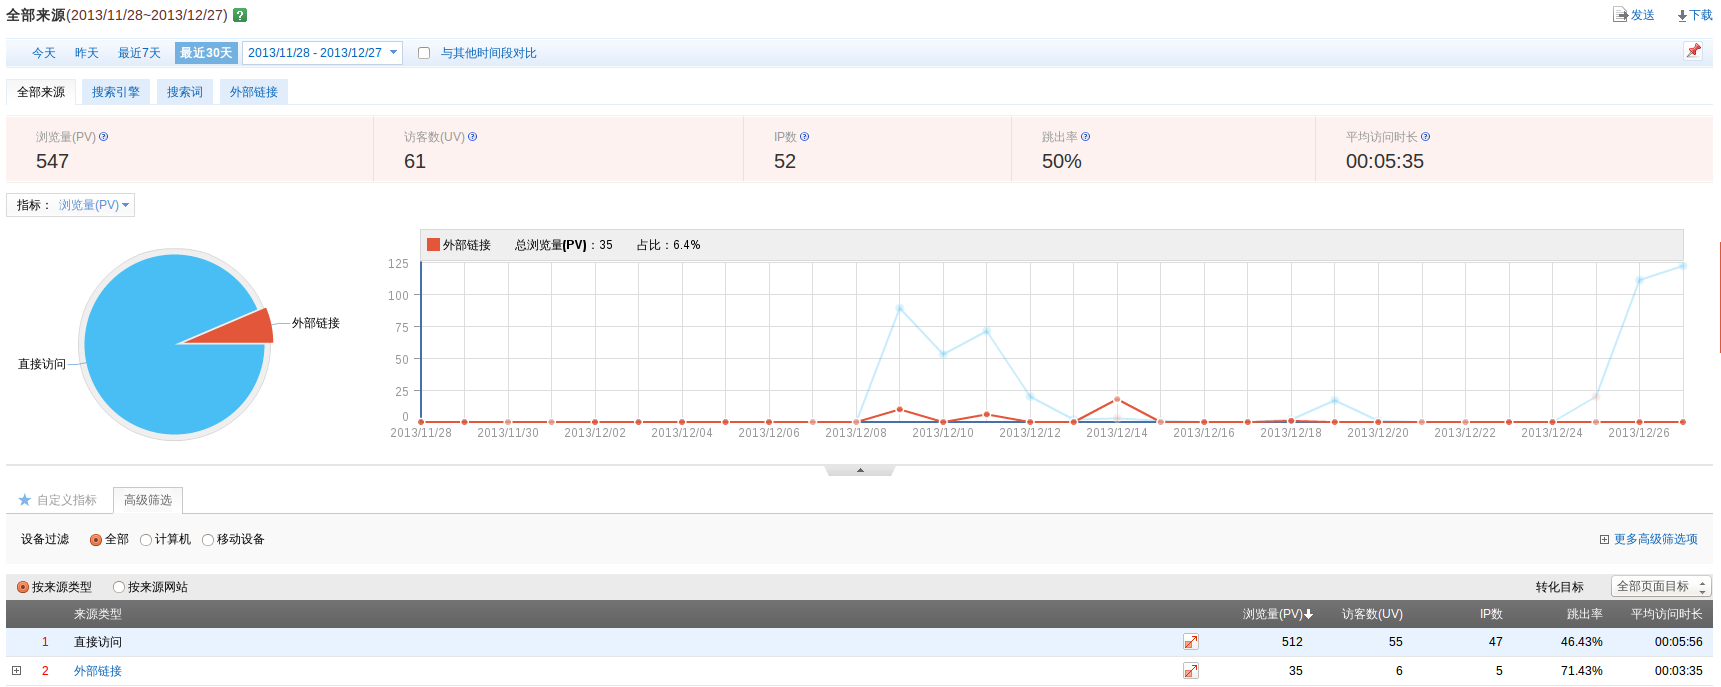 全部来源(2013/11/28~2013/12/27) ? 发送 下载
今天 昨天 最近7天 最近30天 2013/11/28 - 2013/12/27 与其他时间段对比
全部来源 搜索引擎 搜索词 外部链接
浏览量(PV) ? 访客数(UV) ? IP数 ? 跳出率 ? 平均访问时长 ?
547 61 52 50% 00:05:35
指标： 浏览量(PV)
外部链接 总浏览量(PV)：35 占比：6.4%
125
100
75
50
25
0
外部链接
直接访问
2013/11/28 2013/11/30 2013/12/02 2013/12/04 2013/12/06 2013/12/08 2013/12/10 2013/12/12 2013/12/14 2013/12/16 2013/12/18 2013/12/20 2013/12/22 2013/12/24 2013/12/26
自定义指标 高级筛选
设备过滤 全部 计算机 移动设备 更多高级筛选项
按来源类型 按来源网站 转化目标 全部页面目标
来源类型 浏览量(PV) 访客数(UV) IP数 跳出率 平均访问时长
1 直接访问 512 55 47 46.43% 00:05:56
2 外部链接 35 6 5 71.43% 00:03:35